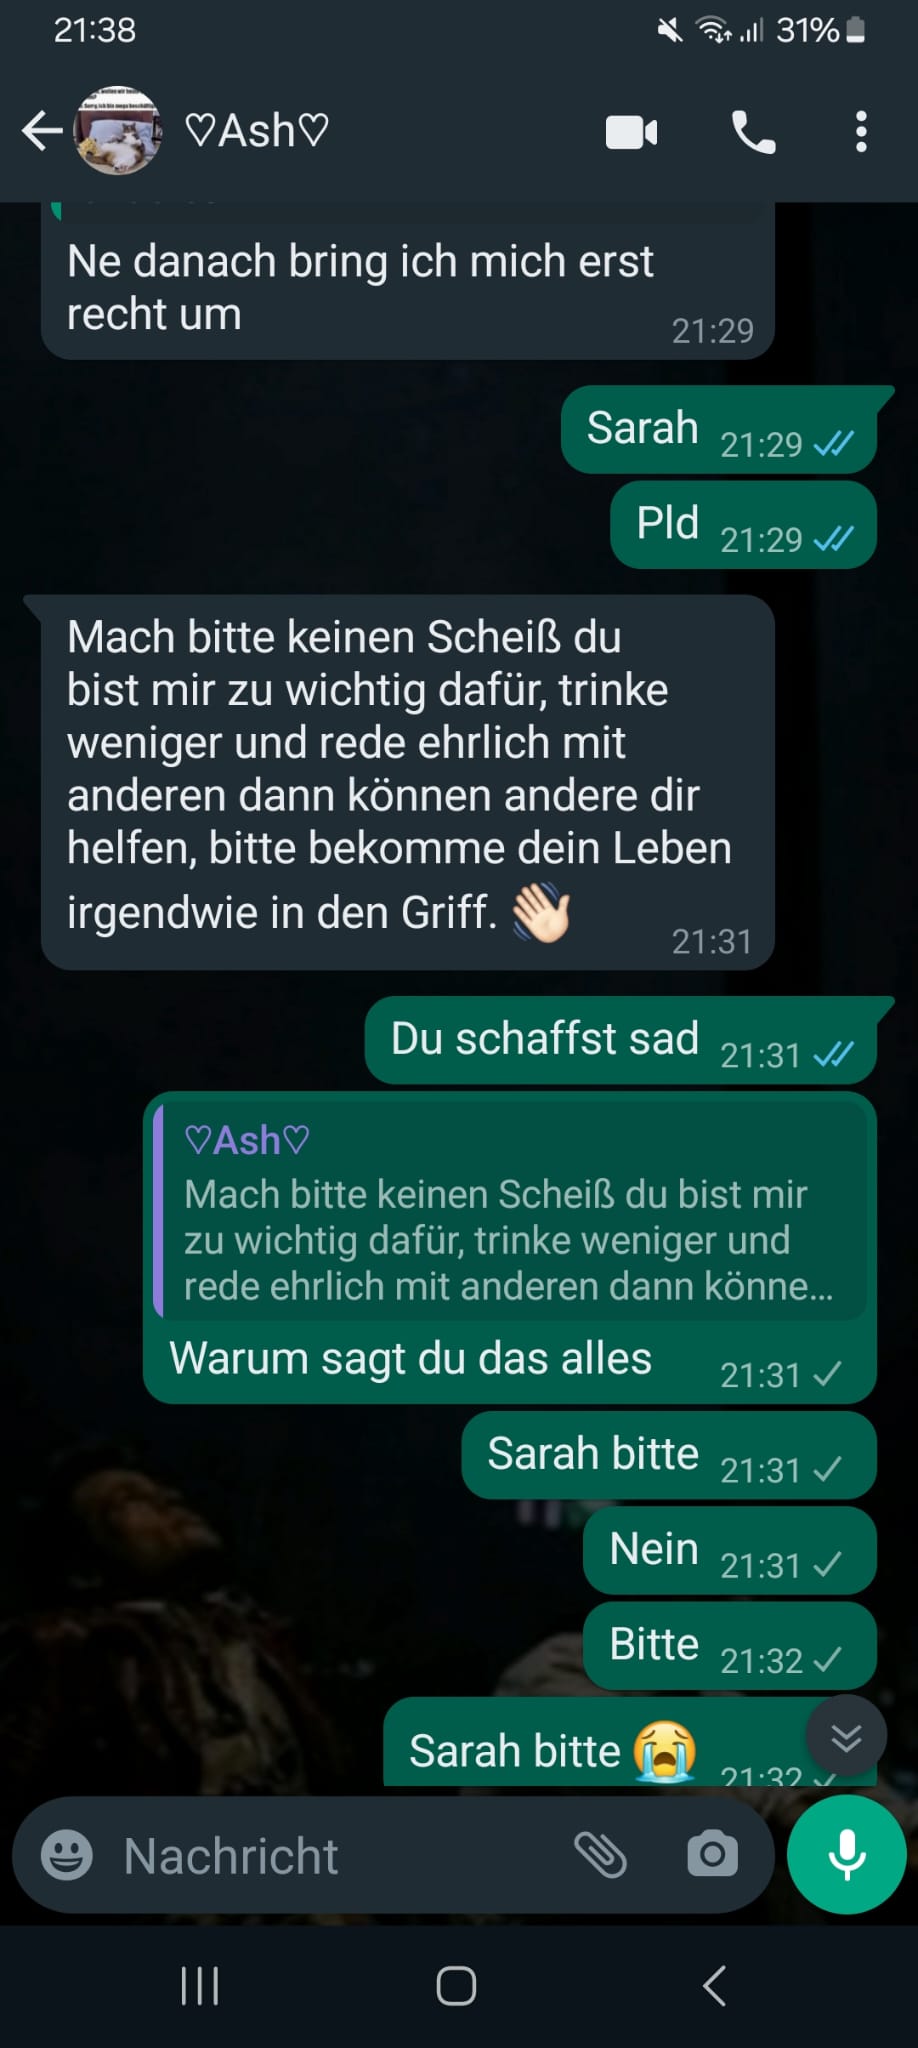 21:38
31%
♡Ash♡
Ne danach bring ich mich erst
recht um
21:29
Sarah 21:29
Pld 21:29
Mach bitte keinen Scheiß du
bist mir zu wichtig dafür, trinke
weniger und rede ehrlich mit
anderen dann können andere dir
helfen, bitte bekomme dein Leben
irgendwie in den Griff. 👋🏻
21:31
Du schaffst sad 21:31
♡Ash♡
Mach bitte keinen Scheiß du bist mir
zu wichtig dafür, trinke weniger und
rede ehrlich mit anderen dann könne...
Warum sagt du das alles 21:31
Sarah bitte 21:31
Nein 21:31
Bitte 21:32
Sarah bitte 😭 21:32
Nachricht